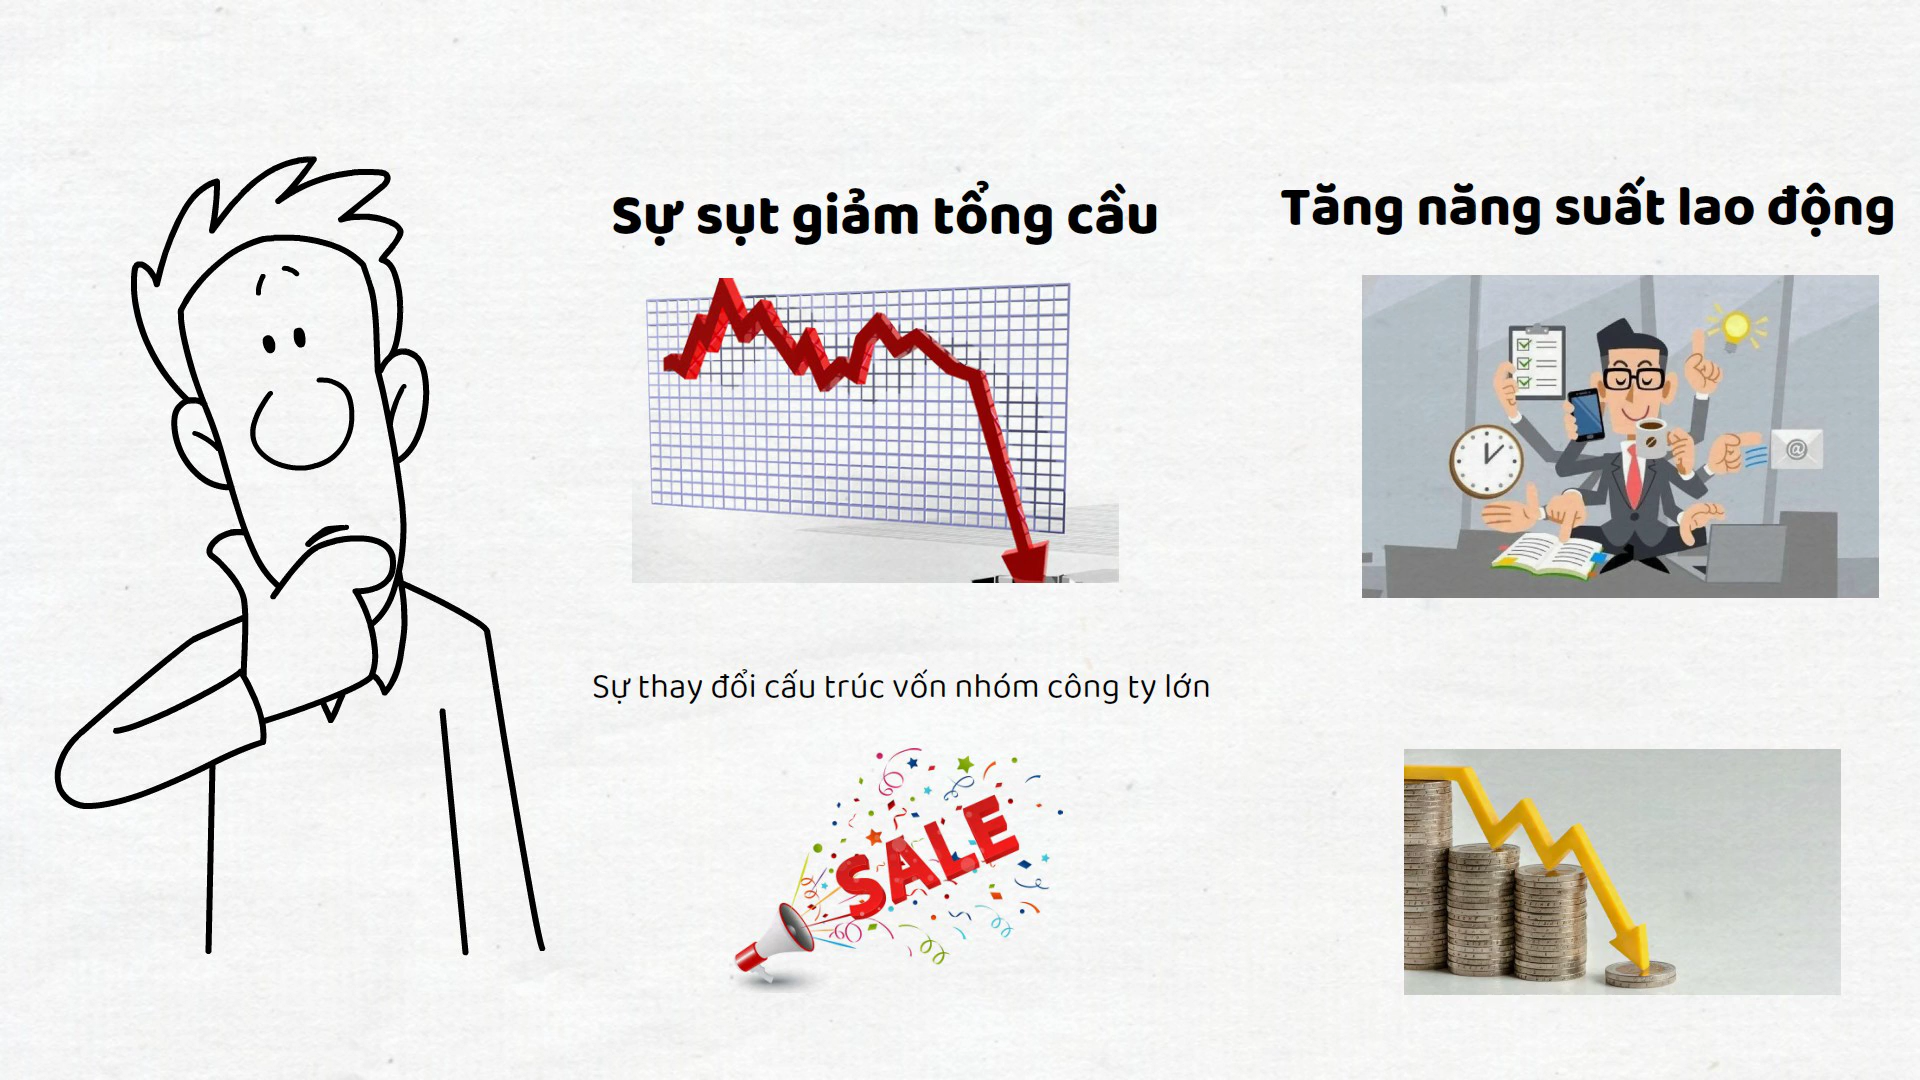 Sự sụt giảm tổng cầu
Tăng năng suất lao động
@
Sự thay đổi cấu trúc vốn nhóm công ty lớn
SALE